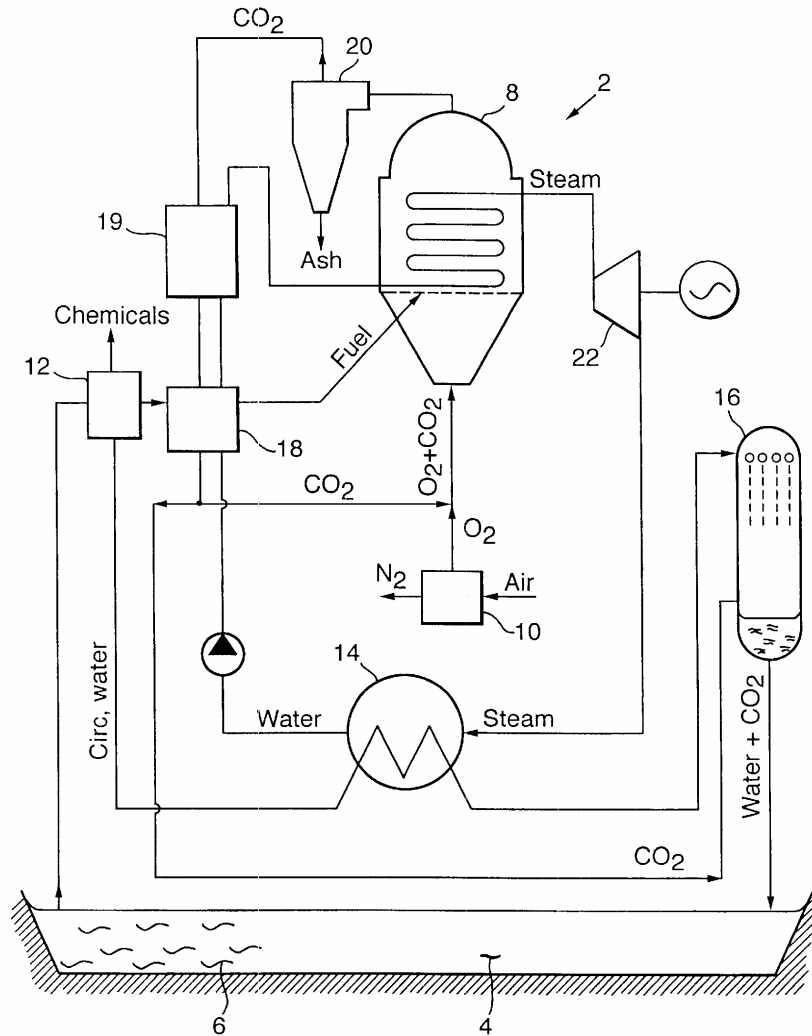 CO2
20
8
2
Steam
19
Ash
Chemicals
Fuel
22
12
16
18
O2+CO2
CO2
O2
N2
Air
10
14
Circ, water
Water
Steam
Water + CO2
CO2
6
4